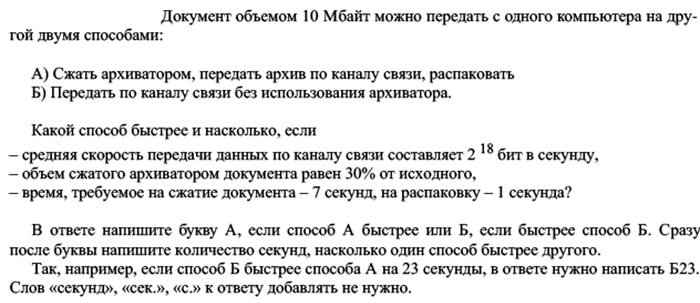 Документ объемом 10 Мбайт можно передать с одного компьютера на дру-
гой двумя способами:
А) Сжать архиватором, передать архив по каналу связи, распаковать
Б) Передать по каналу связи без использования архиватора.
Какой способ быстрее и насколько, если
– средняя скорость передачи данных по каналу связи составляет 2 18 бит в секунду,
– объем сжатого архиватором документа равен 30% от исходного,
– время, требуемое на сжатие документа – 7 секунд, на распаковку – 1 секунда?
В ответе напишите букву А, если способ А быстрее или Б, если быстрее способ Б. Сразу
после буквы напишите количество секунд, насколько один способ быстрее другого.
Так, например, если способ Б быстрее способа А на 23 секунды, в ответе нужно написать Б23.
Слов «секунд», «сек.», «с.» к ответу добавлять не нужно.